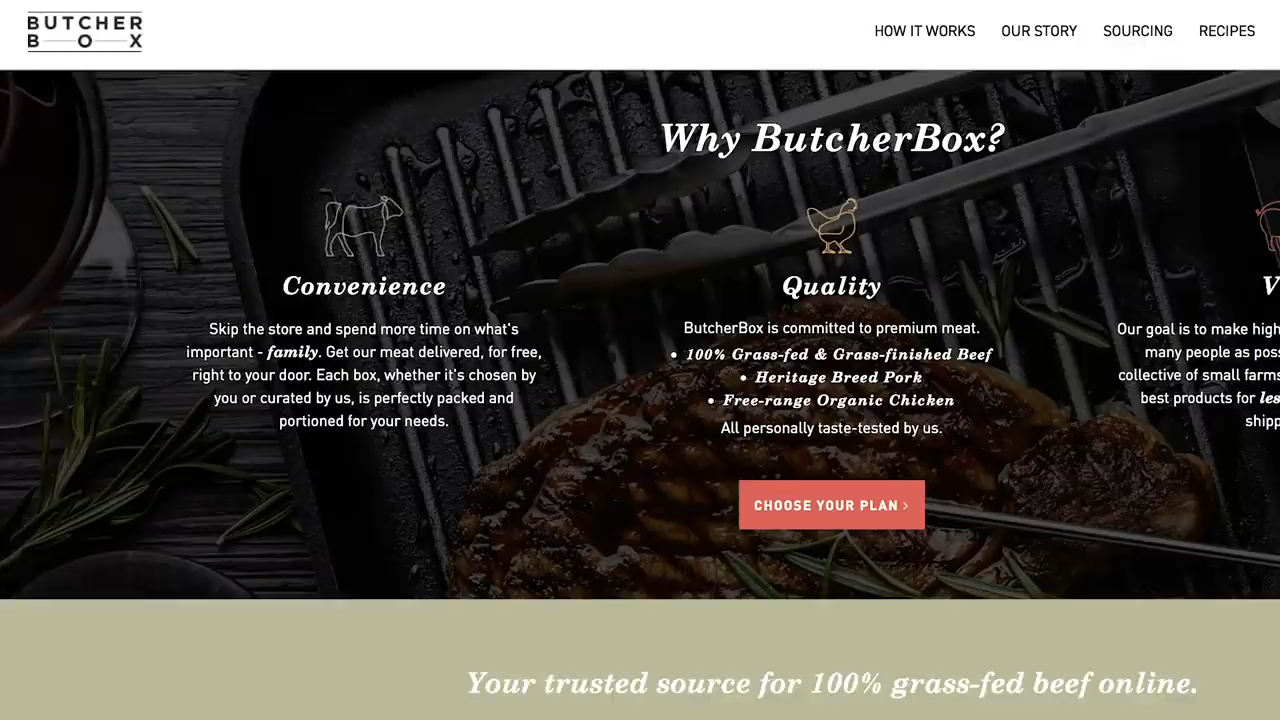 BUTCHER
BOX
HOW IT WORKS OUR STORY SOURCING RECIPES
Why ButcherBox?
Convenience
Skip the store and spend more time on what's
important - family. Get our meat delivered, for free,
right to your door. Each box, whether it's chosen by
you or curated by us, is perfectly packed and
portioned for your needs.
Quality
ButcherBox is committed to premium meat.
• 100% Grass-fed & Grass-finished Beef
• Heritage Breed Pork
• Free-range Organic Chicken
All personally taste-tested by us.
CHOOSE YOUR PLAN >
V
Our goal is to make high
many people as pos
collective of small farms
best products for les
shipp
Your trusted source for 100% grass-fed beef online.